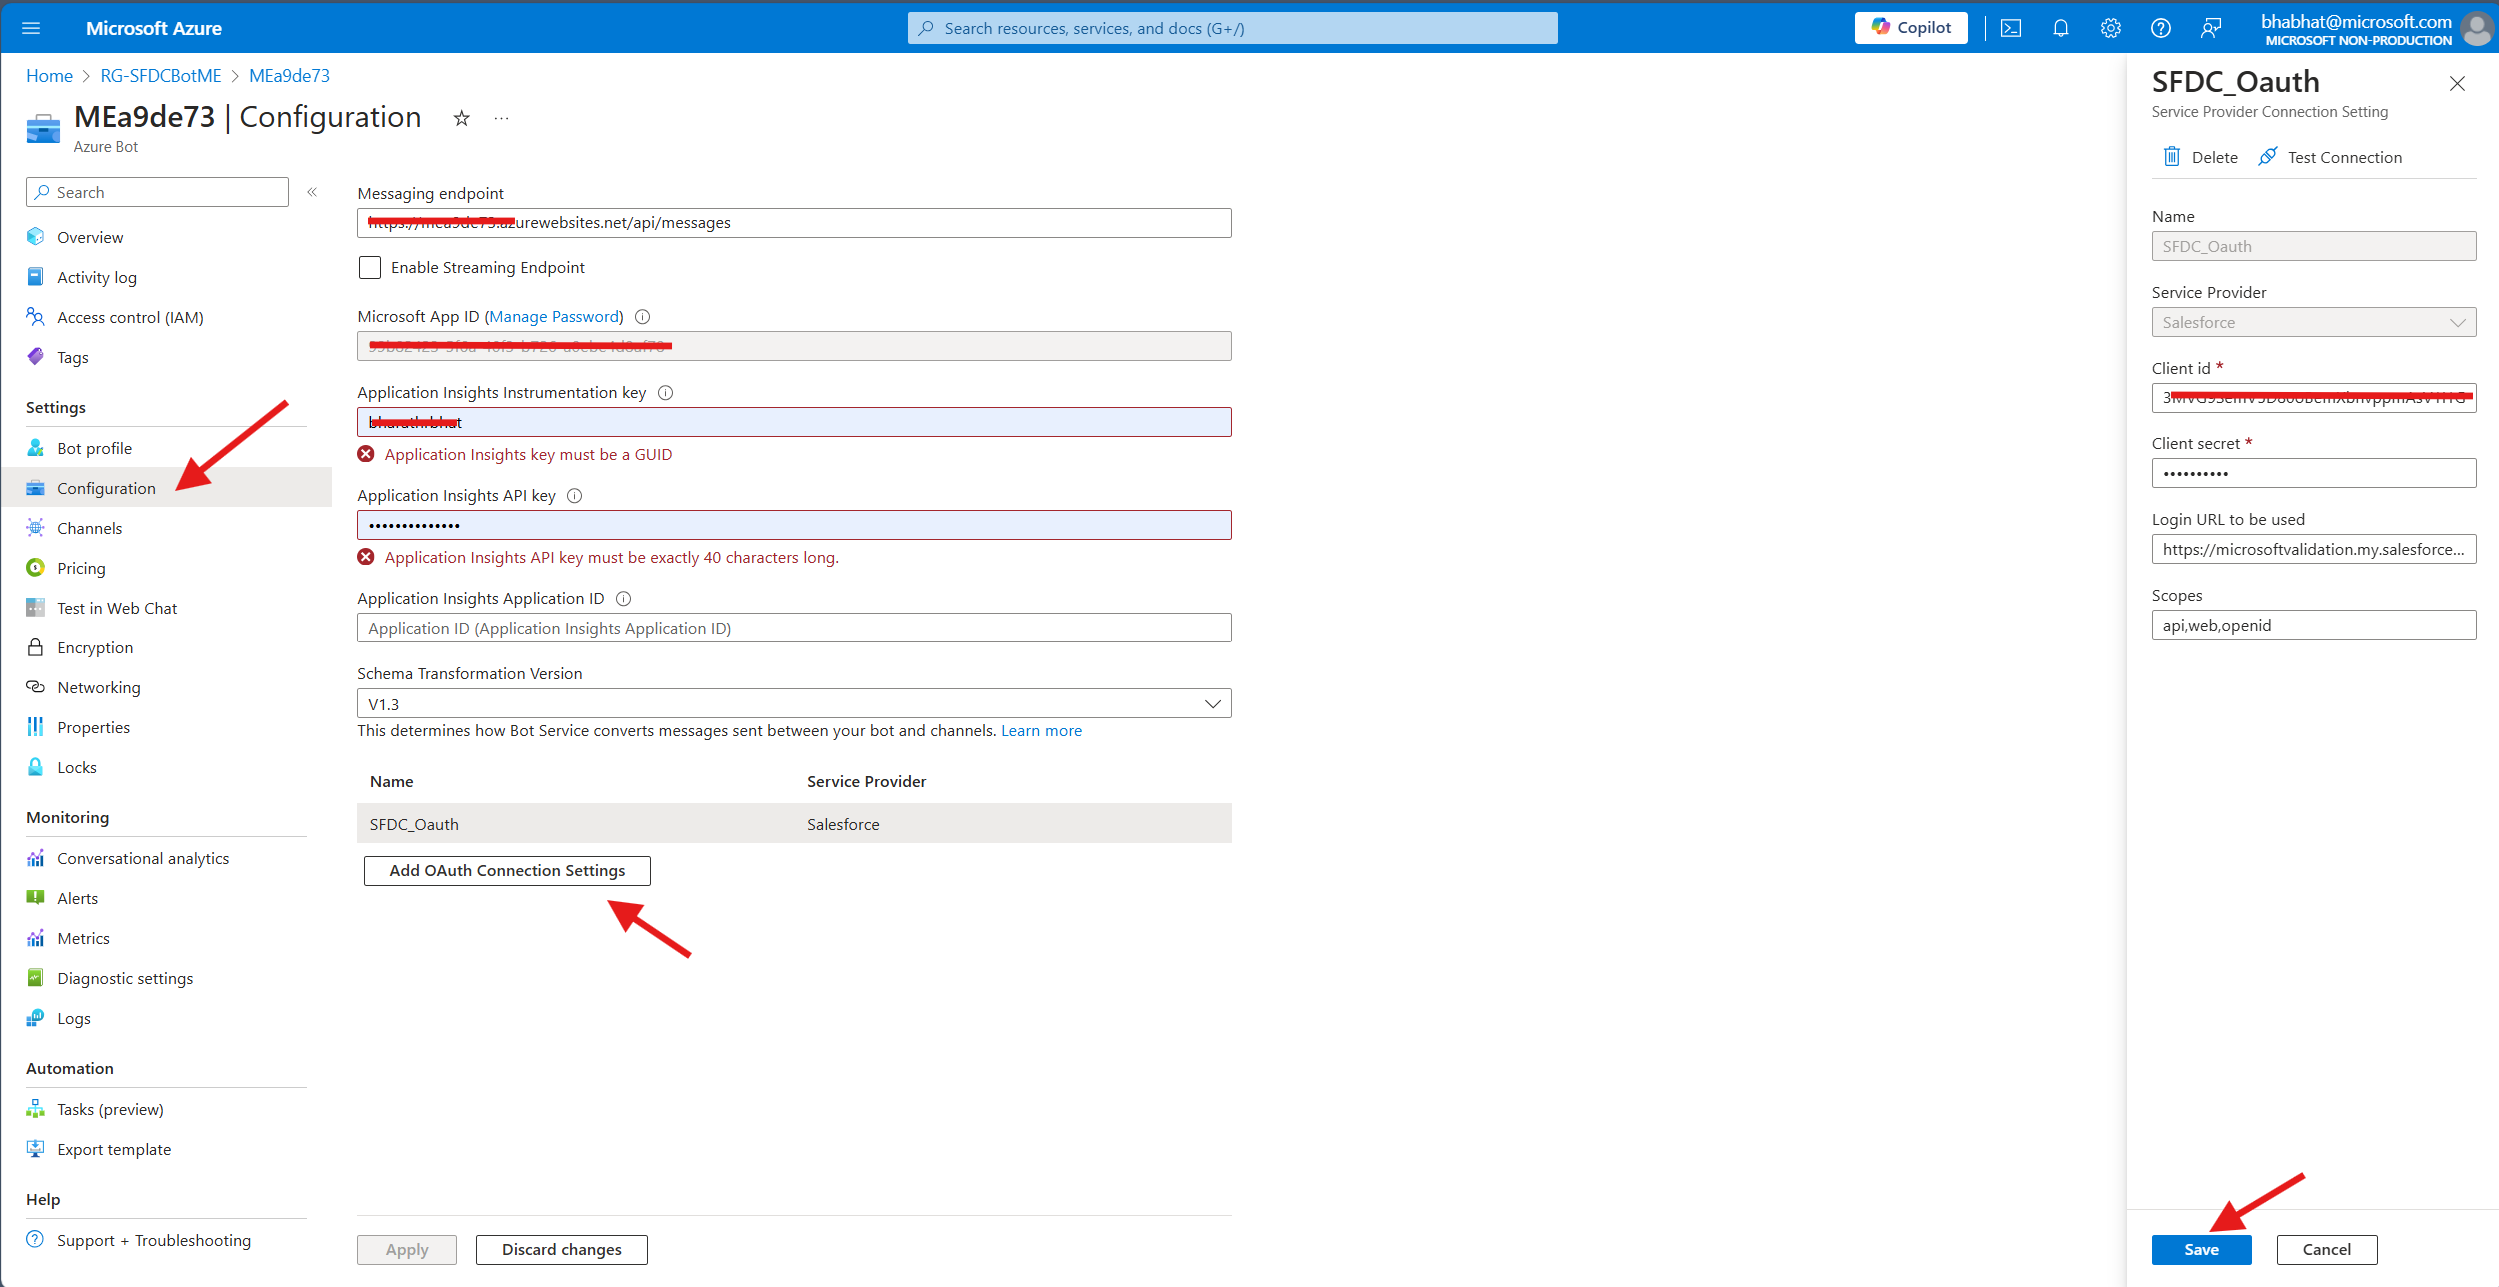 Microsoft Azure
Search resources, services, and docs (G+/)
Copilot
bhabhat@microsoft.com
MICROSOFT NON-PRODUCTION
Home > RG-SFDCBotME > MEa9de73
MEa9de73 | Configuration
Azure Bot
Search
Overview
Activity log
Access control (IAM)
Tags
Settings
Bot profile
Configuration
Channels
Pricing
Test in Web Chat
Encryption
Networking
Properties
Locks
Monitoring
Conversational analytics
Alerts
Metrics
Diagnostic settings
Logs
Automation
Tasks (preview)
Export template
Help
Support + Troubleshooting
Messaging endpoint
urewebsites.net/api/messages
Enable Streaming Endpoint
Microsoft App ID (Manage Password)
Application Insights Instrumentation key
Application Insights key must be a GUID
Application Insights API key
••••••••••••••
Application Insights API key must be exactly 40 characters long.
Application Insights Application ID
Application ID (Application Insights Application ID)
Schema Transformation Version
V1.3
This determines how Bot Service converts messages sent between your bot and channels. Learn more
Name Service Provider
SFDC_Oauth Salesforce
Add OAuth Connection Settings
Apply
Discard changes
SFDC_Oauth
Service Provider Connection Setting
Delete
Test Connection
Name
SFDC_Oauth
Service Provider
Salesforce
Client id *
Client secret *
••••••••••
Login URL to be used
https://microsoftvalidation.my.salesforce...
Scopes
api,web,openid
Save
Cancel